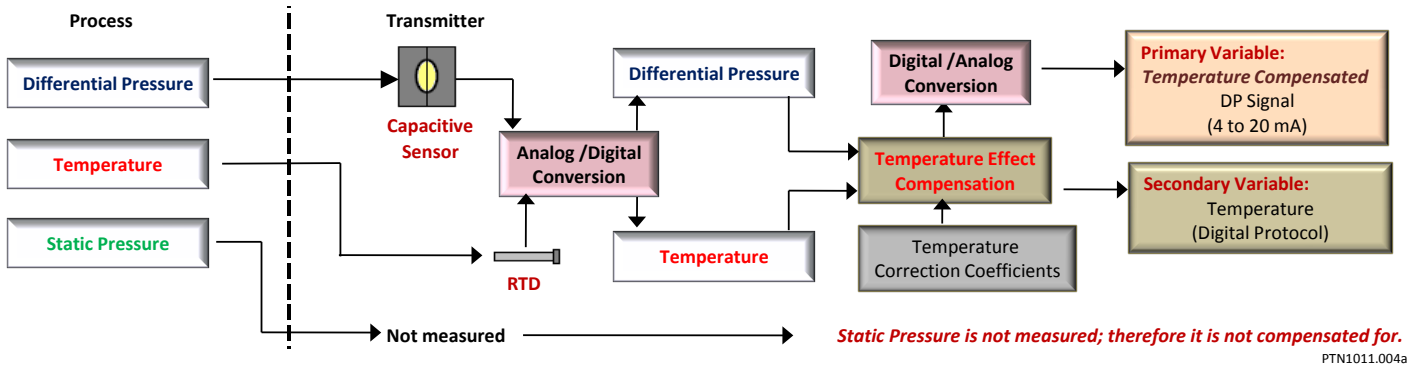 Process
Transmitter
Differential Pressure
Temperature
Static Pressure
Capacitive
Sensor
Analog /Digital
Conversion
RTD
Not measured
Differential Pressure
Temperature
Digital /Analog
Conversion
Temperature Effect
Compensation
Temperature
Correction Coefficients
Primary Variable:
Temperature Compensated
DP Signal
(4 to 20 mA)
Secondary Variable:
Temperature
(Digital Protocol)
Static Pressure is not measured; therefore it is not compensated for.
PTN1011.004a